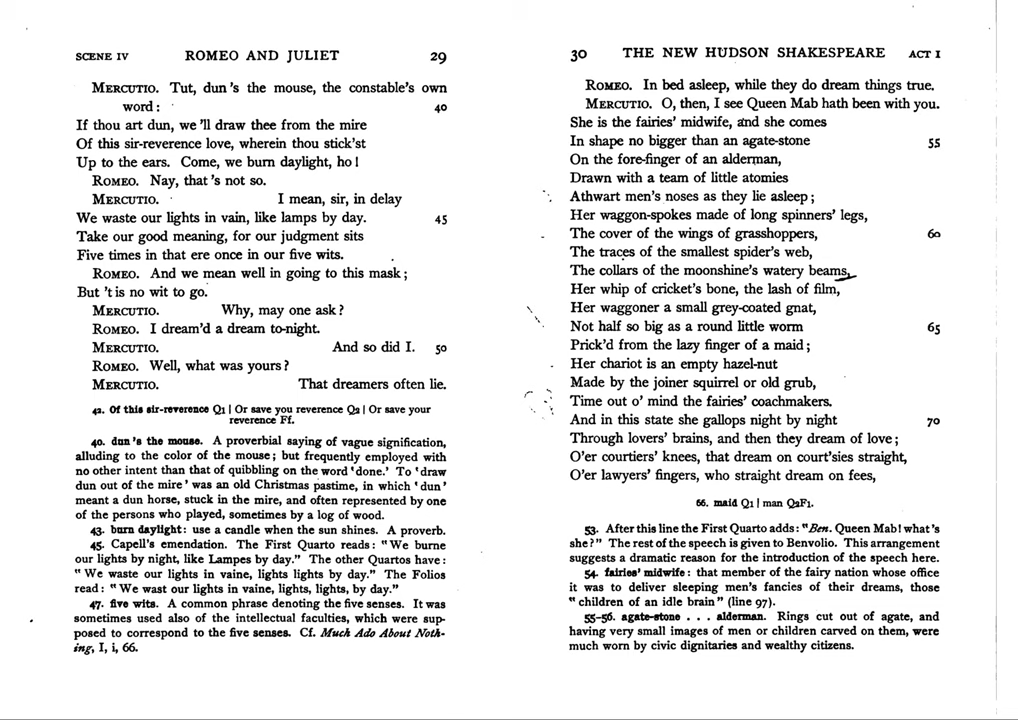 SCENE IV ROMEO AND JULIET 29
MERCUTIO. Tut, dun 's the mouse, the constable's own
word: 40
If thou art dun, we 'll draw thee from the mire
Of this sir-reverence love, wherein thou stick'st
Up to the ears. Come, we burn daylight, ho!
ROMEO. Nay, that 's not so.
MERCUTIO. I mean, sir, in delay
We waste our lights in vain, like lamps by day. 45
Take our good meaning, for our judgment sits
Five times in that ere once in our five wits.
ROMEO. And we mean well in going to this mask;
But 't is no wit to go.
MERCUTIO. Why, may one ask?
ROMEO. I dream'd a dream to-night.
MERCUTIO. And so did I. 50
ROMEO. Well, what was yours?
MERCUTIO. That dreamers often lie.
42. Of this sir-reverence Q1 | Or save you reverence Q2 | Or save your
reverence Ff.
40. dun 's the mouse. A proverbial saying of vague signification,
alluding to the color of the mouse; but frequently employed with
no other intent than that of quibbling on the word 'done.' To 'draw
dun out of the mire' was an old Christmas pastime, in which 'dun'
meant a dun horse, stuck in the mire, and often represented by one
of the persons who played, sometimes by a log of wood.
43. burn daylight: use a candle when the sun shines. A proverb.
45. Capell's emendation. The First Quarto reads: "We burne
our lights by night, like Lampes by day." The other Quartos have:
"We waste our lights in vaine, lights lights by day." The Folios
read: "We wast our lights in vaine, lights, lights, by day."
47. five wits. A common phrase denoting the five senses. It was
sometimes used also of the intellectual faculties, which were sup-
posed to correspond to the five senses. Cf. Much Ado About Noth-
ing, I, i, 66.
30 THE NEW HUDSON SHAKESPEARE ACT I
ROMEO. In bed asleep, while they do dream things true.
MERCUTIO. O, then, I see Queen Mab hath been with you.
She is the fairies' midwife, and she comes
In shape no bigger than an agate-stone 55
On the fore-finger of an alderman,
Drawn with a team of little atomies
Athwart men's noses as they lie asleep;
Her waggon-spokes made of long spinners' legs,
The cover of the wings of grasshoppers, 60
The traces of the smallest spider's web,
The collars of the moonshine's watery beams,
Her whip of cricket's bone, the lash of film,
Her waggoner a small grey-coated gnat,
Not half so big as a round little worm 65
Prick'd from the lazy finger of a maid;
Her chariot is an empty hazel-nut
Made by the joiner squirrel or old grub,
Time out o' mind the fairies' coachmakers.
And in this state she gallops night by night 70
Through lovers' brains, and then they dream of love;
O'er courtiers' knees, that dream on court'sies straight,
O'er lawyers' fingers, who straight dream on fees,
66. maid Q1 | man Q2F1.
53. After this line the First Quarto adds: "Ben. Queen Mab! what 's
she?" The rest of the speech is given to Benvolio. This arrangement
suggests a dramatic reason for the introduction of the speech here.
54. fairies' midwife: that member of the fairy nation whose office
it was to deliver sleeping men's fancies of their dreams, those
"children of an idle brain" (line 97).
55-56. agate-stone . . . alderman. Rings cut out of agate, and
having very small images of men or children carved on them, were
much worn by civic dignitaries and wealthy citizens.